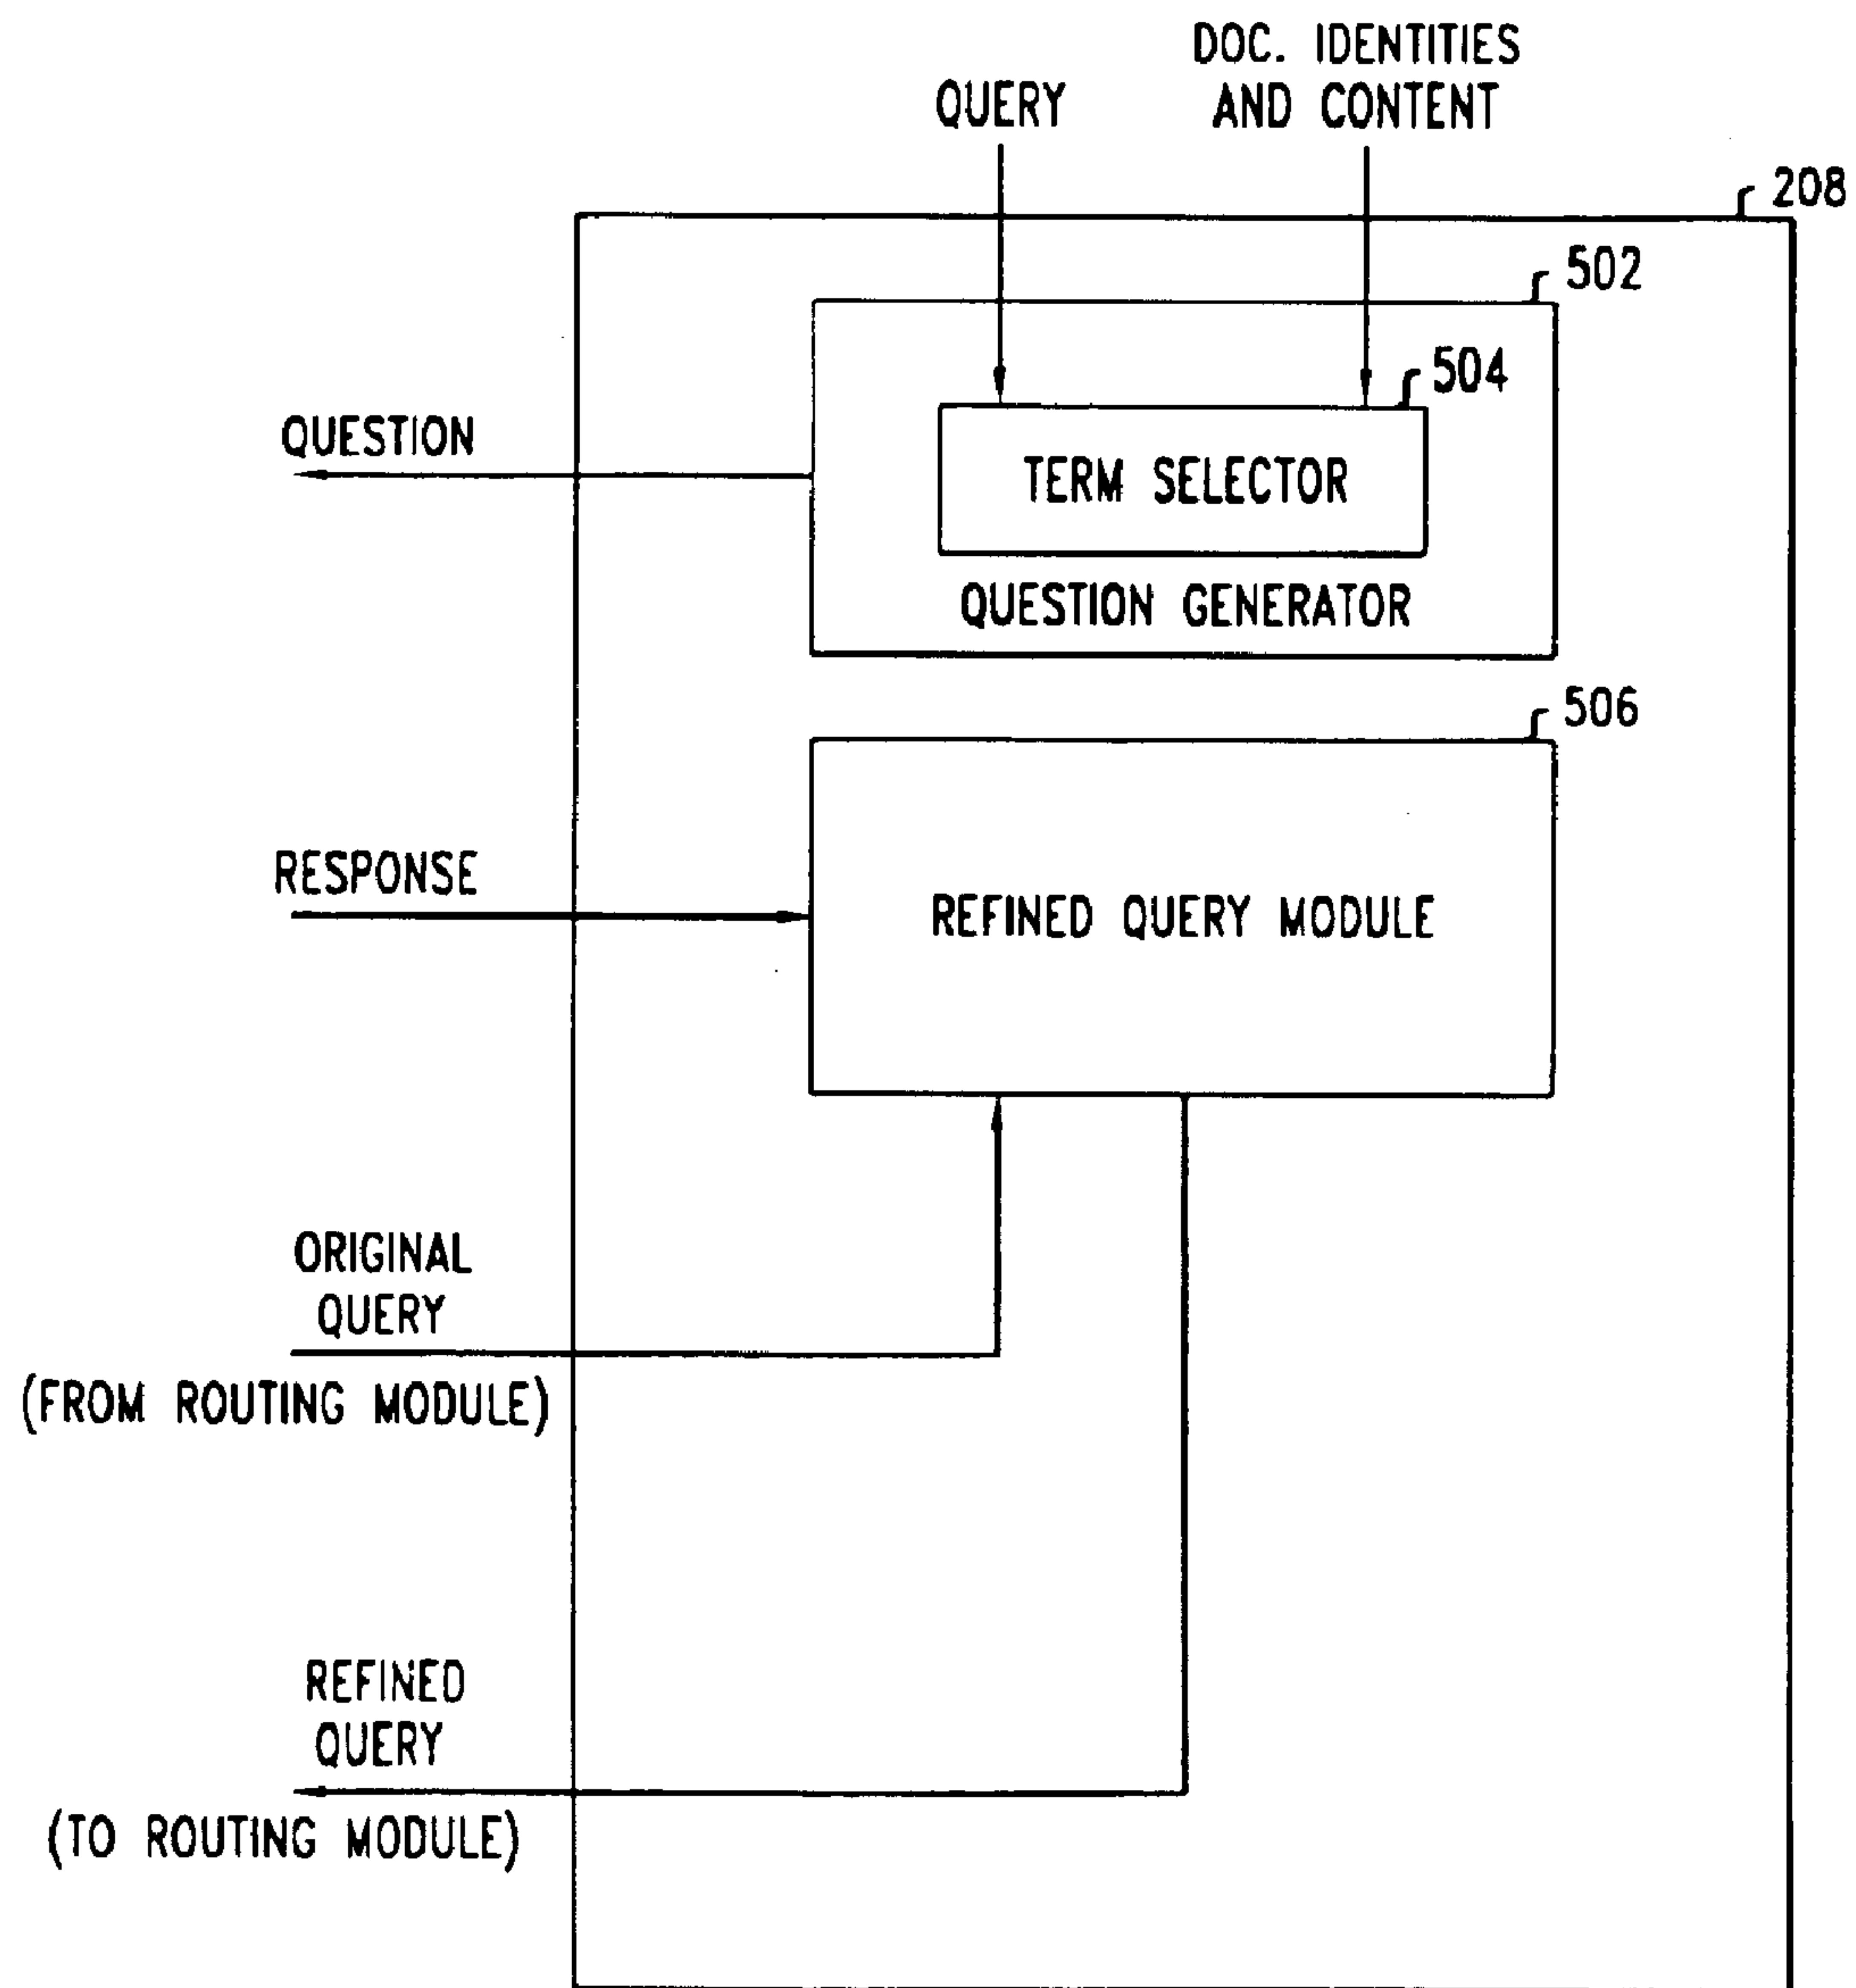 DOC. IDENTITIES
AND CONTENT
QUERY
208
502
504
QUESTION
TERM SELECTOR
QUESTION GENERATOR
506
RESPONSE
REFINED QUERY MODULE
ORIGINAL
QUERY
(FROM ROUTING MODULE)
REFINED
QUERY
(TO ROUTING MODULE)